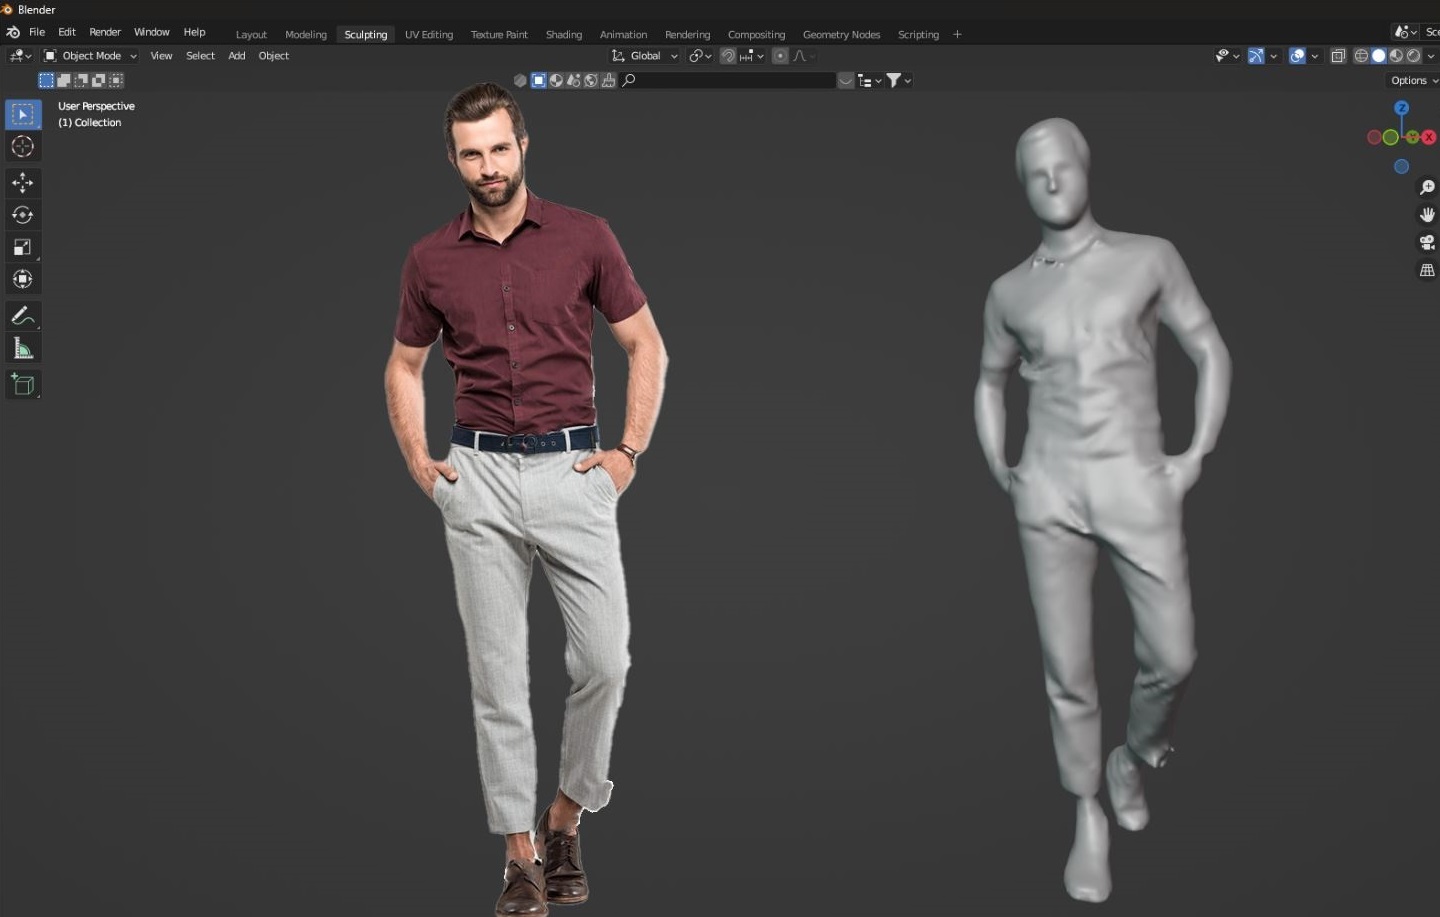 Blender
File Edit Render Window Help Layout Modeling Sculpting UV Editing Texture Paint Shading Animation Rendering Compositing Geometry Nodes Scripting + Sce
Object Mode View Select Add Object Global
Options
User Perspective
(1) Collection
Z
Y X